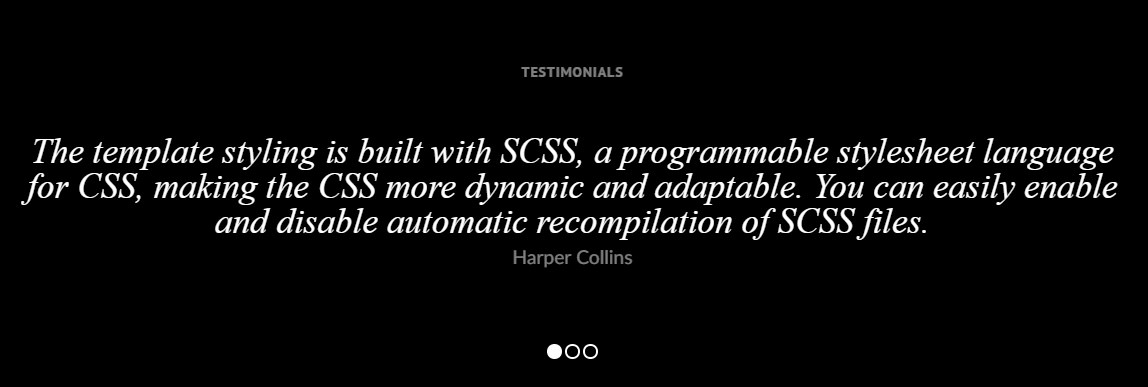 TESTIMONIALS
The template styling is built with SCSS, a programmable stylesheet language
for CSS, making the CSS more dynamic and adaptable. You can easily enable
and disable automatic recompilation of SCSS files.
Harper Collins